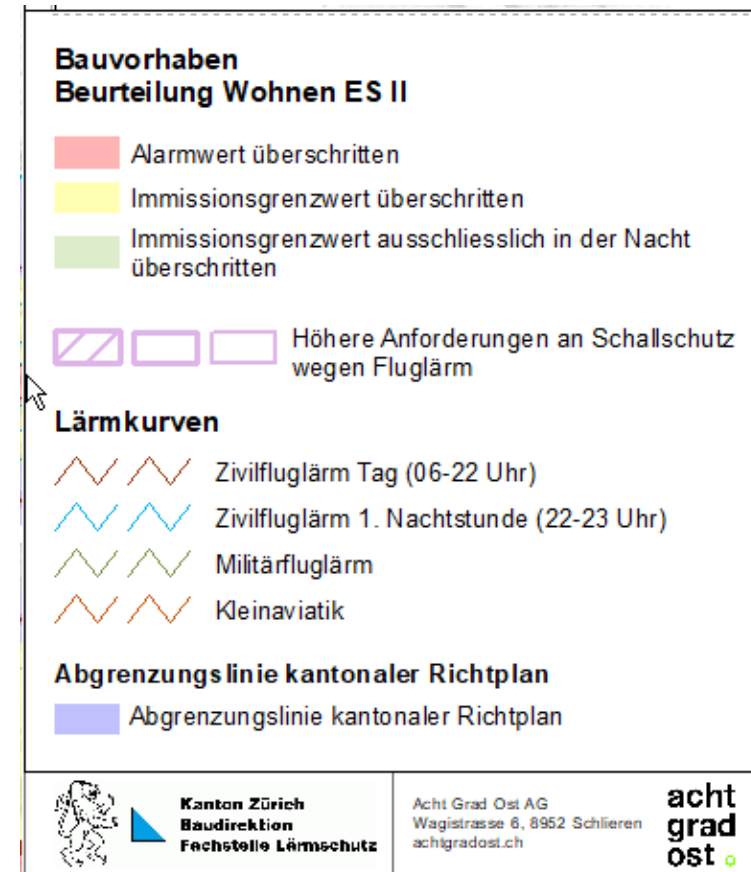 Bauvorhaben
Beurteilung Wohnen ES II
Alarmwert überschritten
Immissionsgrenzwert überschritten
Immissionsgrenzwert ausschliesslich in der Nacht
überschritten
Höhere Anforderungen an Schallschutz
wegen Fluglärm
Lärmkurven
Zivilfluglärm Tag (06-22 Uhr)
Zivilfluglärm 1. Nachtstunde (22-23 Uhr)
Militärfluglärm
Kleinaviatik
Abgrenzungslinie kantonaler Richtplan
Abgrenzungslinie kantonaler Richtplan
Kanton Zürich
Baudirektion
Fachstelle Lärmschutz
Acht Grad Ost AG
Wagistrasse 6, 8952 Schlieren
achtgradost.ch
acht
grad
ost